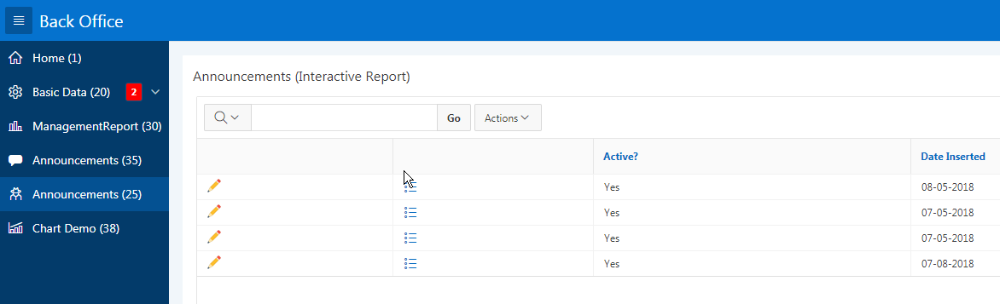 Back Office
Home (1)
Basic Data (20) 2
ManagementReport (30)
Announcements (35)
Announcements (25)
Chart Demo (38)
Announcements (Interactive Report)
Go Actions
Active? Date Inserted
Yes 08-05-2018
Yes 07-05-2018
Yes 07-05-2018
Yes 07-08-2018